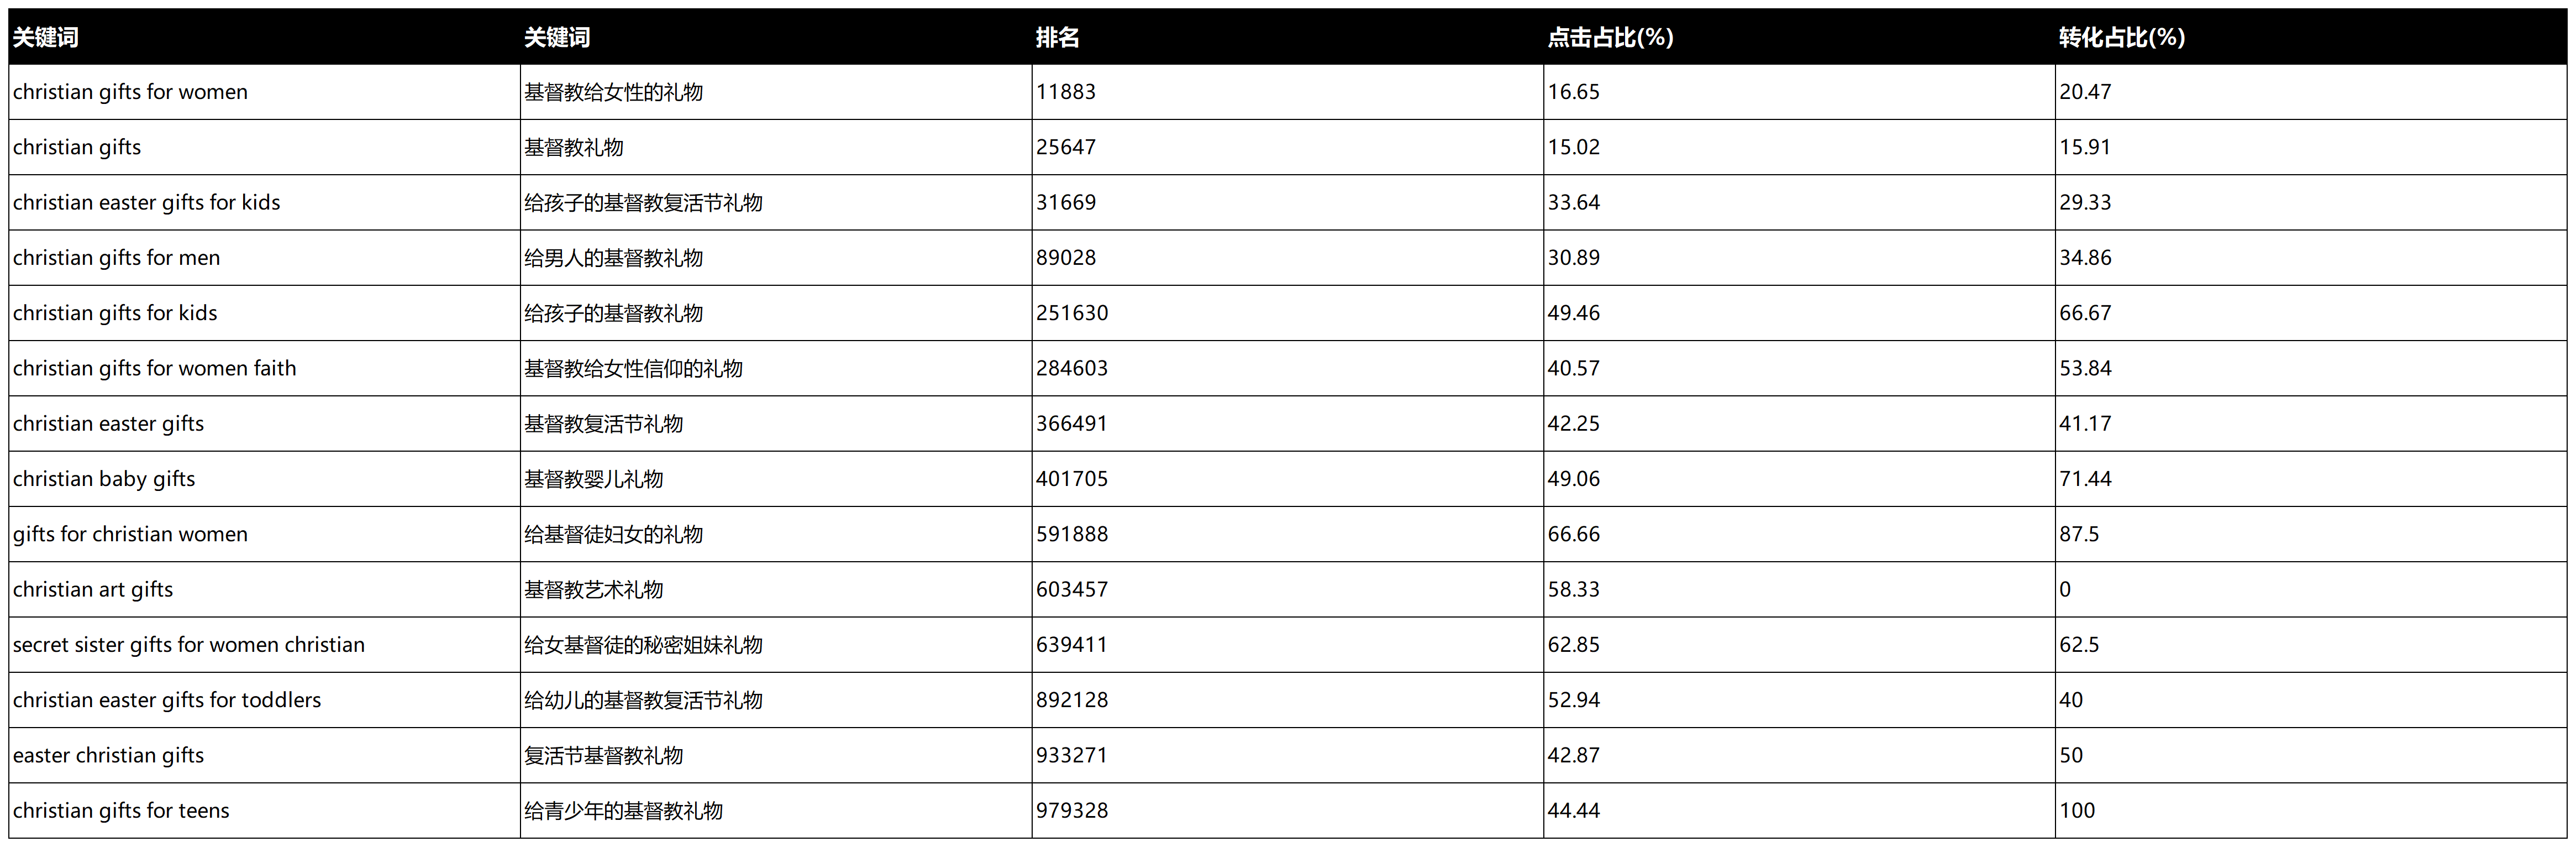 关键词 关键词 排名 点击占比(%) 转化占比(%)
christian gifts for women 基督教给女性的礼物 11883 16.65 20.47
christian gifts 基督教礼物 25647 15.02 15.91
christian easter gifts for kids 给孩子的基督教复活节礼物 31669 33.64 29.33
christian gifts for men 给男人的基督教礼物 89028 30.89 34.86
christian gifts for kids 给孩子的基督教礼物 251630 49.46 66.67
christian gifts for women faith 基督教给女性信仰的礼物 284603 40.57 53.84
christian easter gifts 基督教复活节礼物 366491 42.25 41.17
christian baby gifts 基督教婴儿礼物 401705 49.06 71.44
gifts for christian women 给基督徒妇女的礼物 591888 66.66 87.5
christian art gifts 基督教艺术礼物 603457 58.33 0
secret sister gifts for women christian 给女基督徒的秘密姐妹礼物 639411 62.85 62.5
christian easter gifts for toddlers 给幼儿的基督教复活节礼物 892128 52.94 40
easter christian gifts 复活节基督教礼物 933271 42.87 50
christian gifts for teens 给青少年的基督教礼物 979328 44.44 100